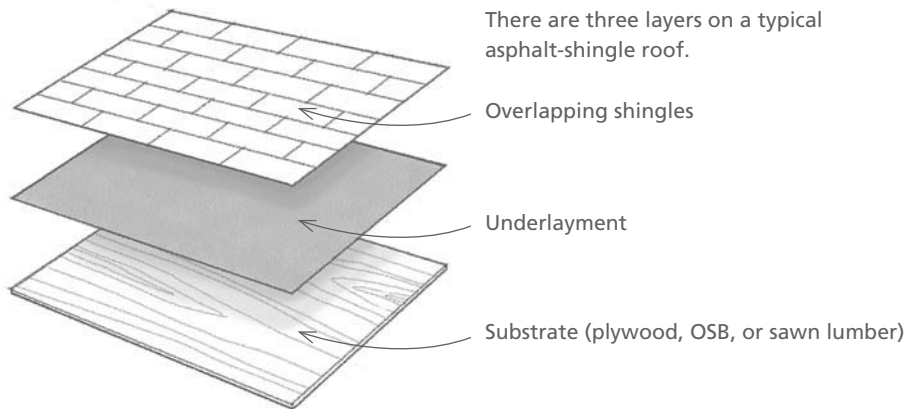 There are three layers on a typical
asphalt-shingle roof.
Overlapping shingles
Underlayment
Substrate (plywood, OSB, or sawn lumber)